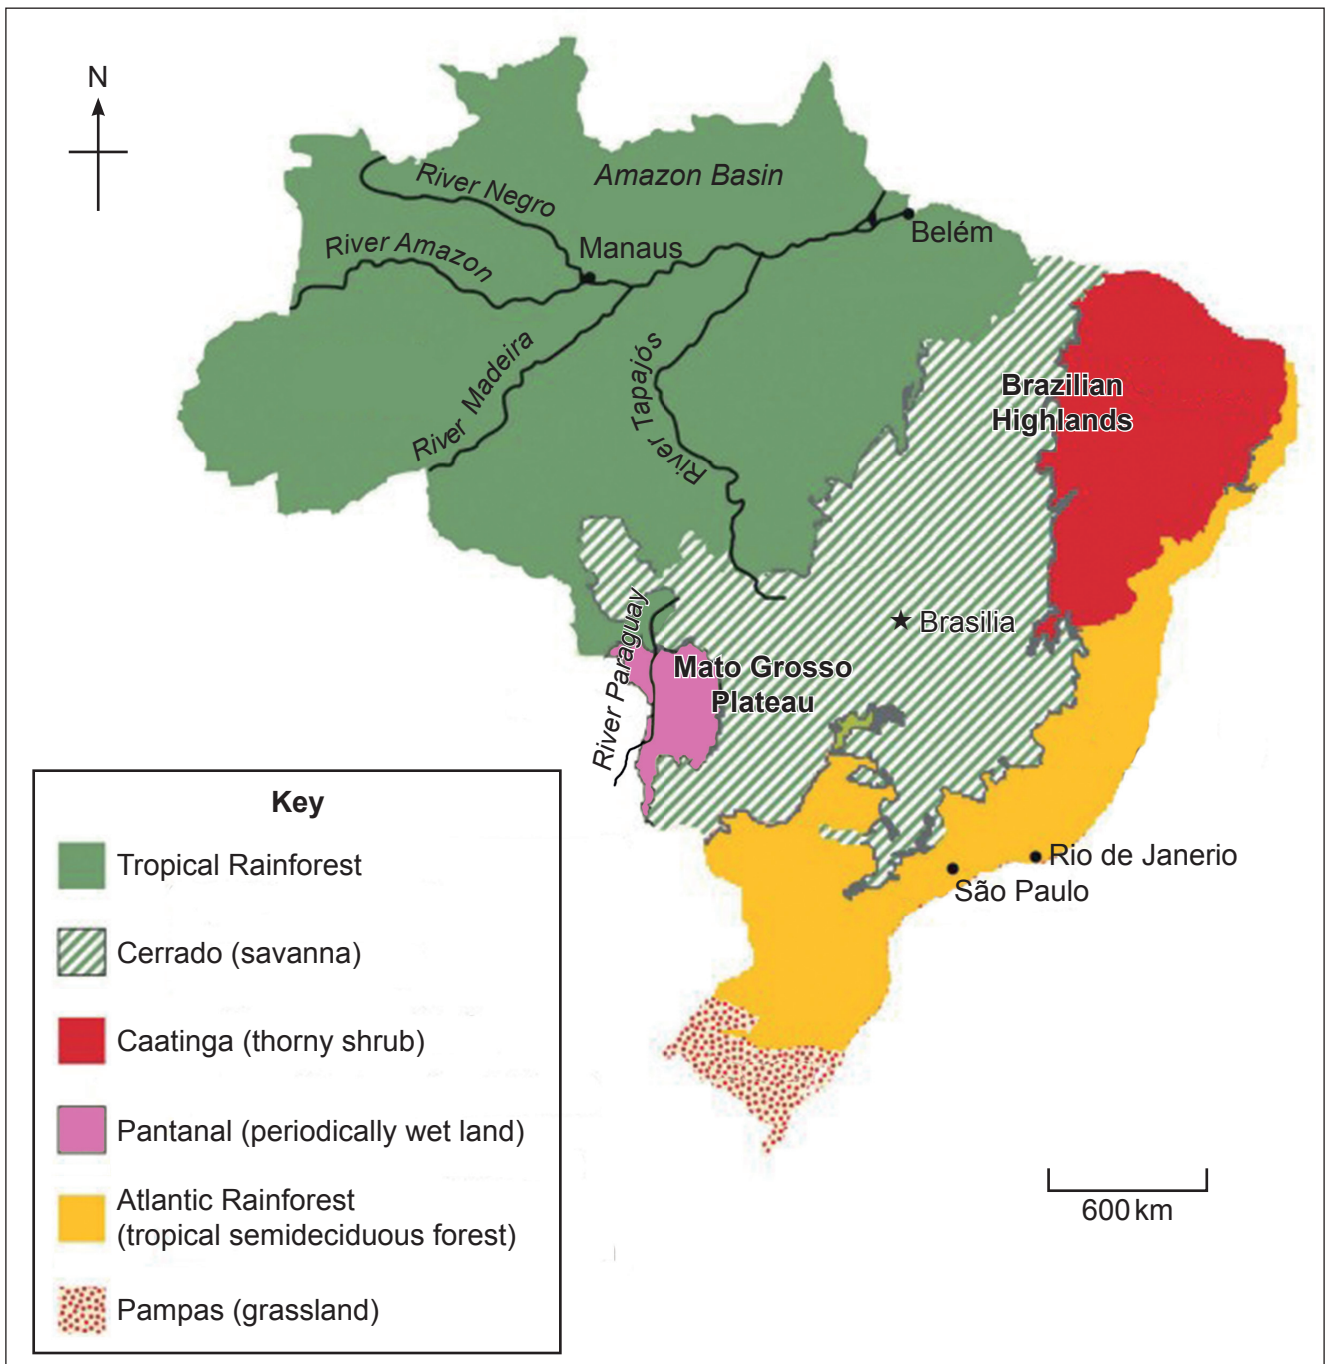 N
Amazon Basin
River Negro
River Amazon
Manaus
Belém
River Madeira
River Tapajós
Brazilian
Highlands
Brasilia
River Paraguay
Mato Grosso
Plateau
Rio de Janerio
São Paulo
600 km
Key
Tropical Rainforest
Cerrado (savanna)
Caatinga (thorny shrub)
Pantanal (periodically wet land)
Atlantic Rainforest
(tropical semideciduous forest)
Pampas (grassland)